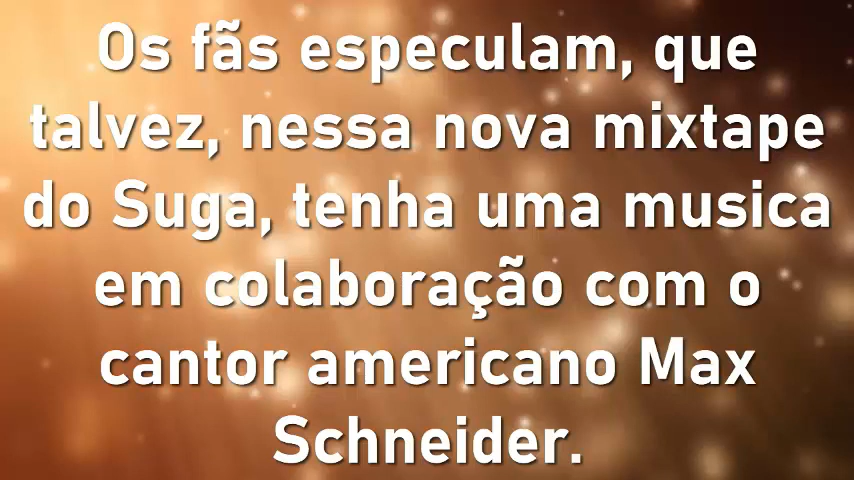 Os fãs especulam, que
talvez, nessa nova mixtape
do Suga, tenha uma musica
em colaboração com o
cantor americano Max
Schneider.